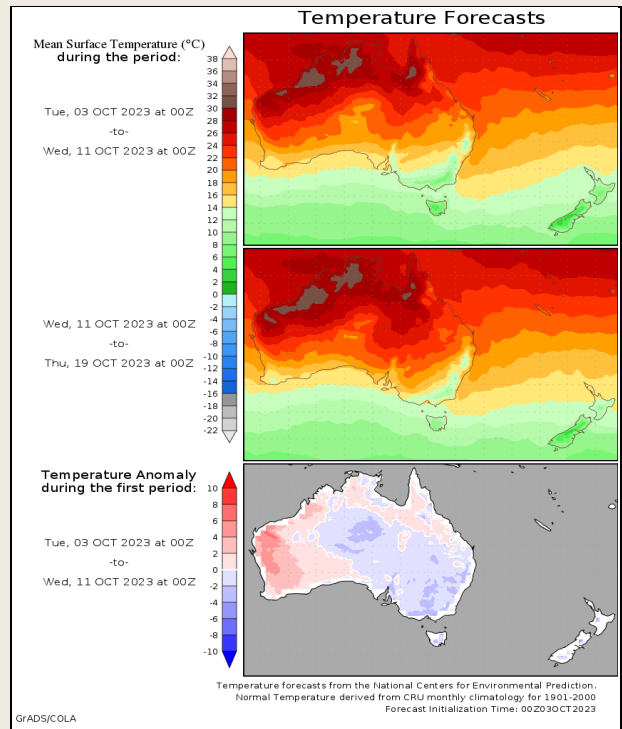 Temperature Forecasts
Mean Surface Temperature (°C)
during the period:
38
36
34
32
30
28
26
24
22
20
18
16
14
12
10
8
6
4
2
0
-2
-4
-6
-8
-10
-12
-14
-16
-18
-20
-22
Tue, 03 OCT 2023 at 00Z
-to-
Wed, 11 OCT 2023 at 00Z
Wed, 11 OCT 2023 at 00Z
-to-
Thu, 19 OCT 2023 at 00Z
Temperature Anomaly
during the first period:
10
8
6
4
2
0
-2
-4
-6
-8
-10
Tue, 03 OCT 2023 at 00Z
-to-
Wed, 11 OCT 2023 at 00Z
Temperature forecasts from the National Centers for Environmental Prediction.
Normal Temperature derived from CRU monthly climatology for 1901-2000
Forecast Initialization Time: 00Z03OCT2023
GrADS/COLA